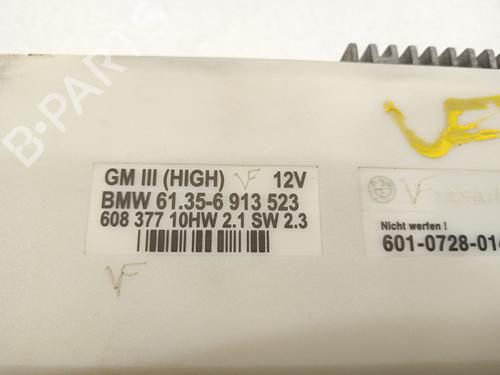 B-PARTS
GM III (HIGH) VF 12V
BMW 61.35-6 913 523
608 377 10HW 2.1 SW 2.3
VF
VF
Nicht werfen !
601-0728-01
VF